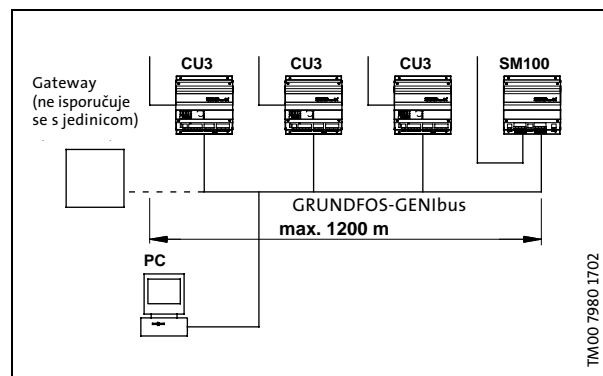 CU3 CU3 CU3 SM100
Gateway
(ne isporučuje
se s jedinicom)
GRUNDFOS-GENIbus
max. 1200 m
PC
TM00 7980 1702